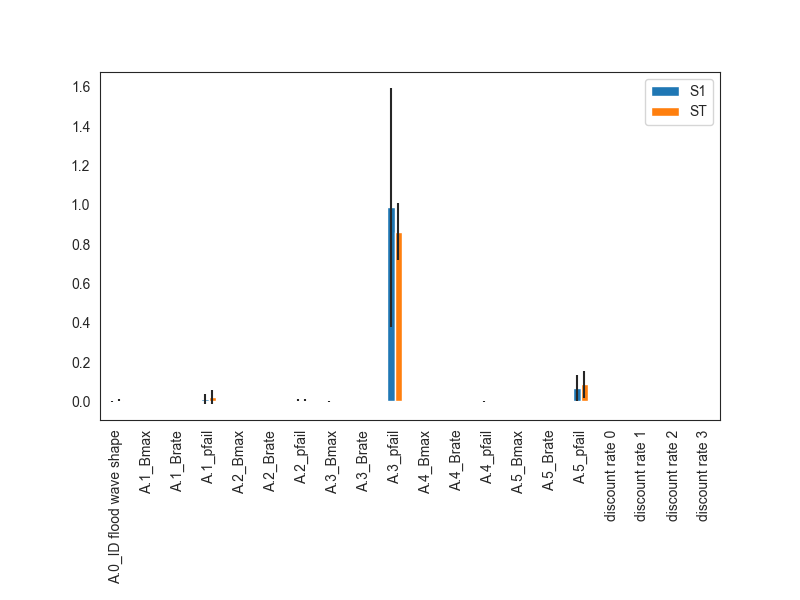 1.6
1.4
1.2
1.0
0.8
0.6
0.4
0.2
0.0
S1
ST
A.0_ID flood wave shape
A.1_Bmax
A.1_Brate
A.1_pfail
A.2_Bmax
A.2_Brate
A.2_pfail
A.3_Bmax
A.3_Brate
A.3_pfail
A.4_Bmax
A.4_Brate
A.4_pfail
A.5_Bmax
A.5_Brate
A.5_pfail
discount rate 0
discount rate 1
discount rate 2
discount rate 3